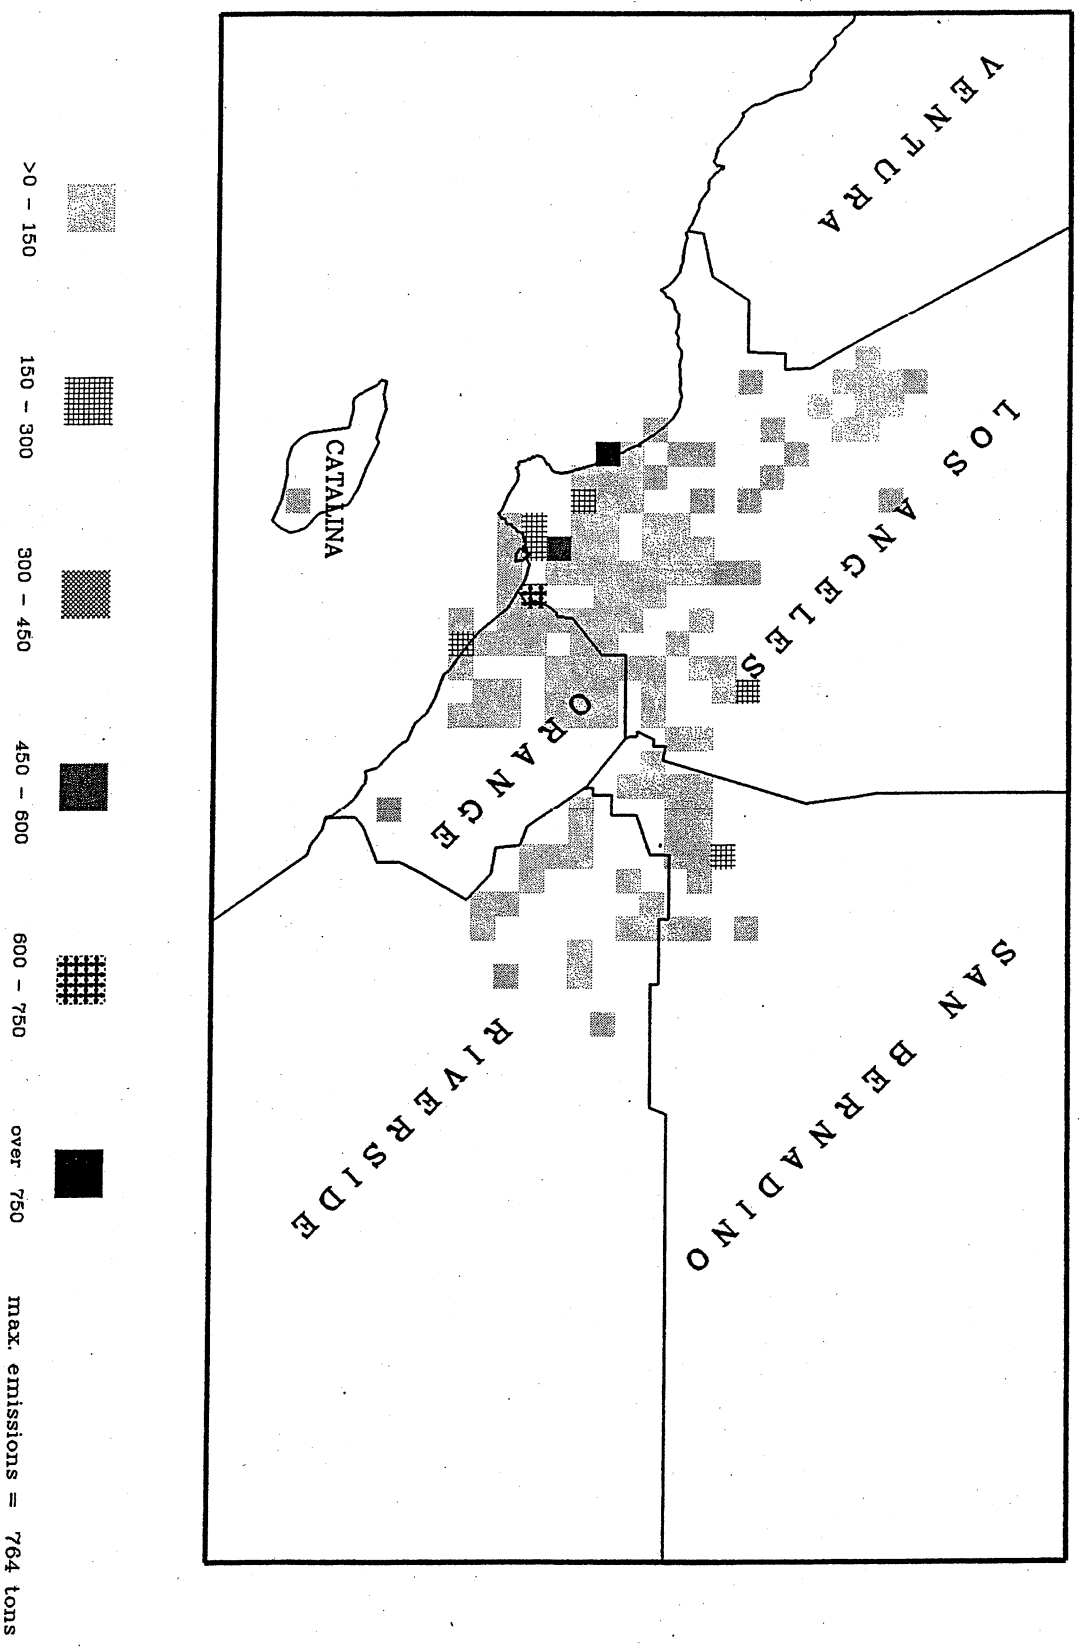 VENTURA
LOS ANGELES
SAN BERNADINO
CATALINA
ORANGE
RIVERSIDE
>0 - 150
150 - 300
300 - 450
450 - 600
600 - 750
over 750
max. emissions = 764 tons